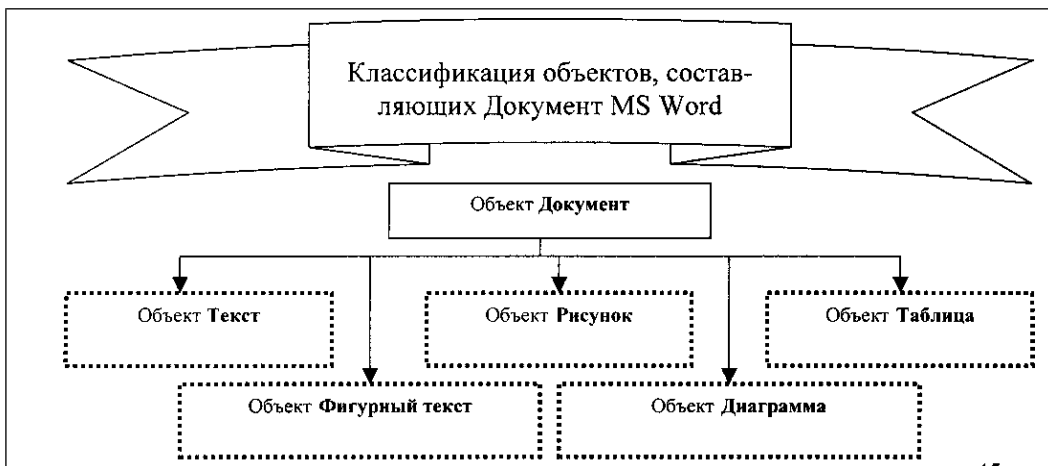 Классификация объектов, состав-
ляющих Документ MS Word
Объект Документ
Объект Текст
Объект Рисунок
Объект Таблица
Объект Фигурный текст
Объект Диаграмма